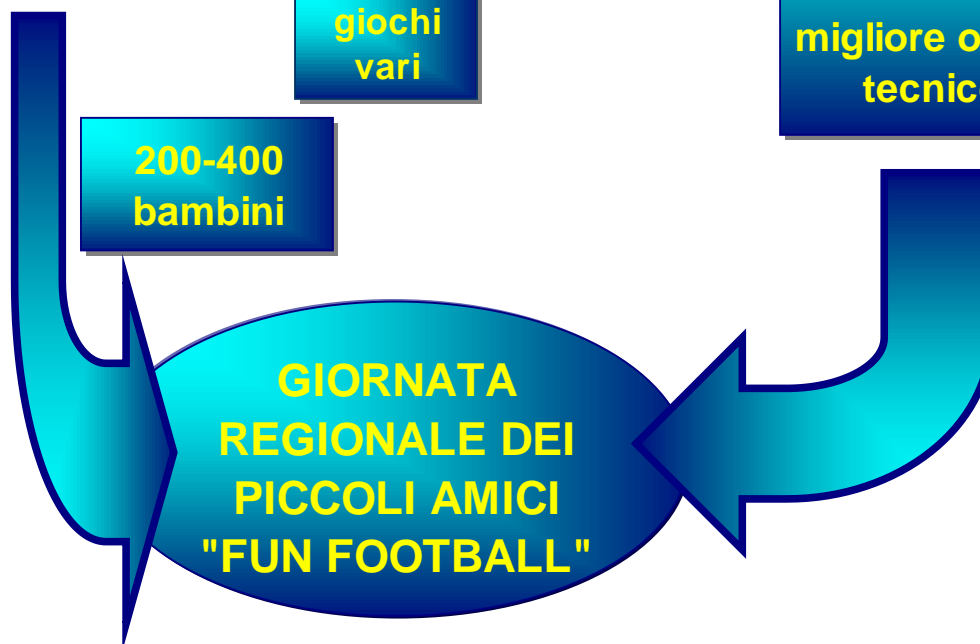 giochi
vari
migliore o
tecnic
200-400
bambini
GIORNATA
REGIONALE DEI
PICCOLI AMICI
"FUN FOOTBALL"